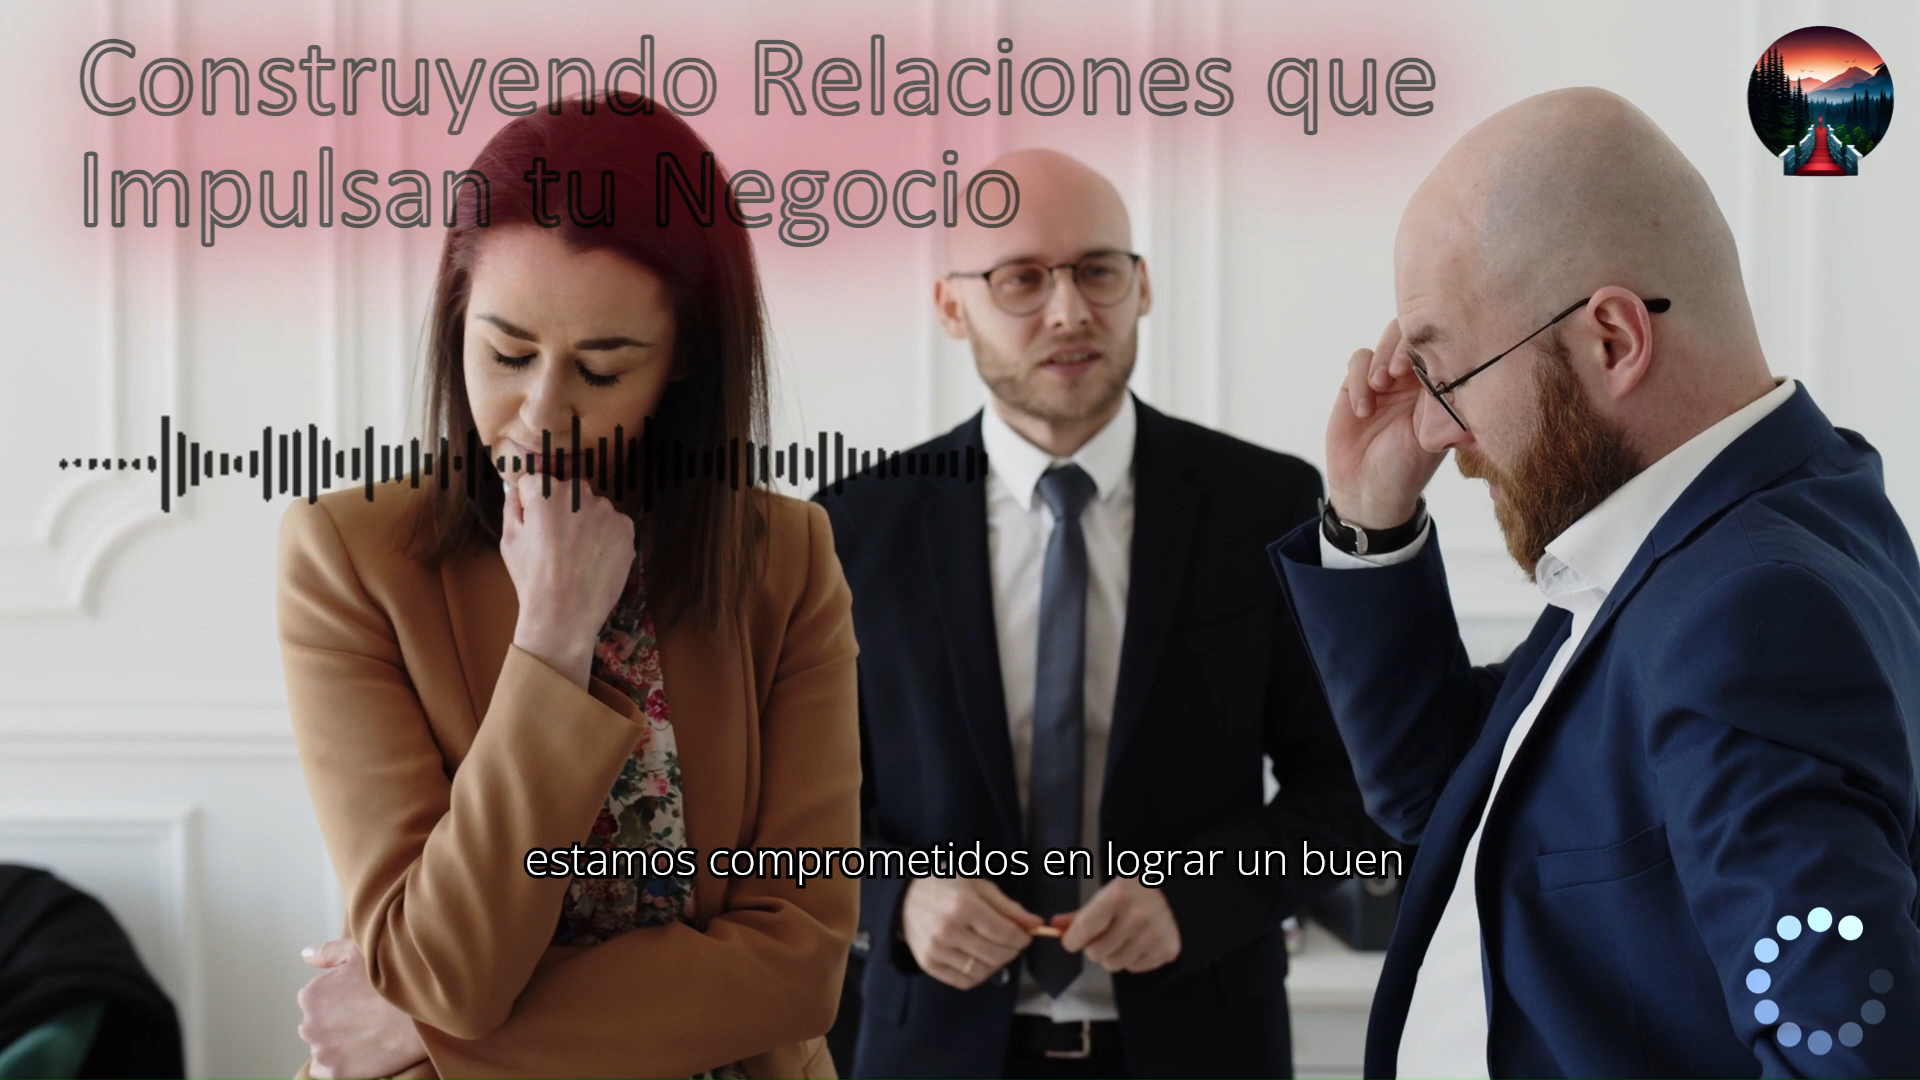 Construyendo Relaciones que
Impulsan tu Negocio
estamos comprometidos en lograr un buen